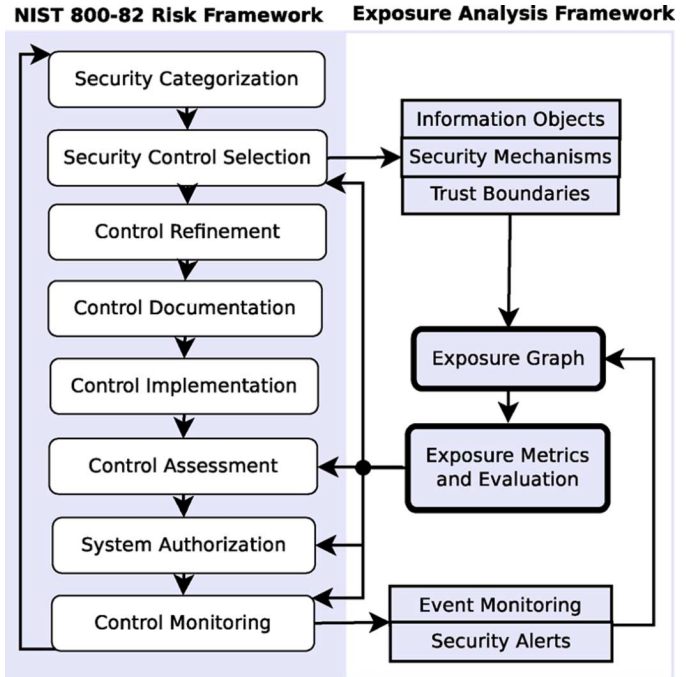 NIST 800-82 Risk Framework
Security Categorization
Security Control Selection
Control Refinement
Control Documentation
Control Implementation
Control Assessment
System Authorization
Control Monitoring
Exposure Analysis Framework
Information Objects
Security Mechanisms
Trust Boundaries
Exposure Graph
Exposure Metrics
and Evaluation
Event Monitoring
Security Alerts